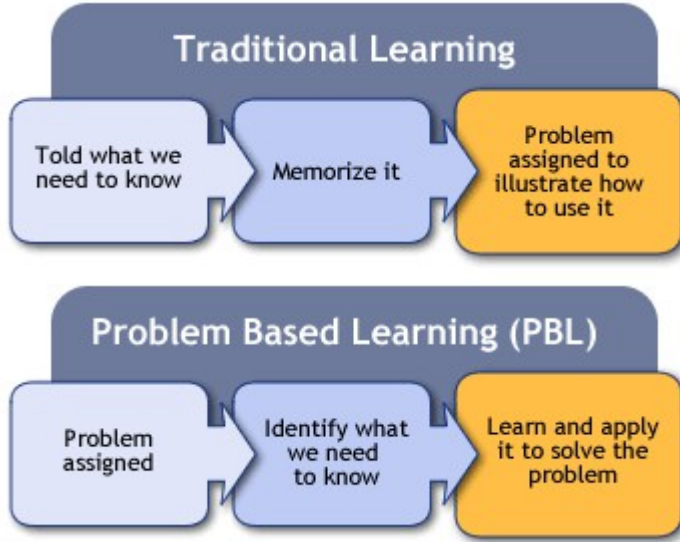 Traditional Learning
Told what we
need to know
Memorize it
Problem
assigned to
illustrate how
to use it
Problem Based Learning (PBL)
Problem
assigned
Identify what
we need
to know
Learn and apply
it to solve the
problem